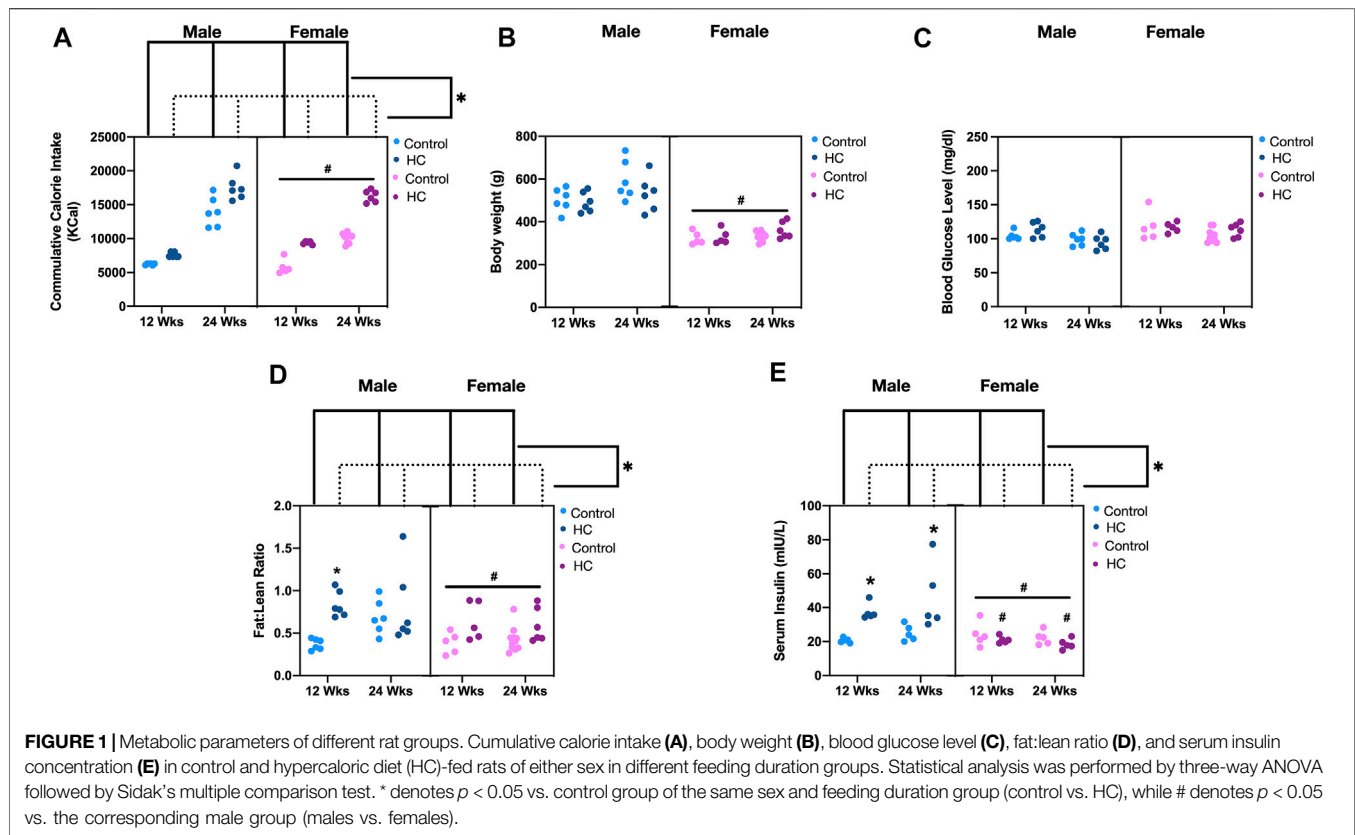 A
Male Female
*
Commulative Calorie Intake
(KCal)
25000
20000
15000
10000
5000
0
#
12 Wks 24 Wks 12 Wks 24 Wks
Control
HC
Control
HC
B
Male Female
Body weight (g)
800
600
400
200
0
#
12 Wks 24 Wks 12 Wks 24 Wks
Control
HC
Control
HC
C
Male Female
Blood Glucose Level (mg/dl)
250
200
150
100
50
0
12 Wks 24 Wks 12 Wks 24 Wks
Control
HC
Control
HC
D
Male Female
*
Fat:Lean Ratio
2.0
1.5
1.0
0.5
0.0
*
#
12 Wks 24 Wks 12 Wks 24 Wks
Control
HC
Control
HC
E
Male Female
*
Serum Insulin (mIU/L)
100
80
60
40
20
0
* *
#
# #
12 Wks 24 Wks 12 Wks 24 Wks
Control
HC
Control
HC
FIGURE 1 | Metabolic parameters of different rat groups. Cumulative calorie intake (A), body weight (B), blood glucose level (C), fat:lean ratio (D), and serum insulin
concentration (E) in control and hypercaloric diet (HC)-fed rats of either sex in different feeding duration groups. Statistical analysis was performed by three-way ANOVA
followed by Sidak's multiple comparison test. * denotes p < 0.05 vs. control group of the same sex and feeding duration group (control vs. HC), while # denotes p < 0.05
vs. the corresponding male group (males vs. females).